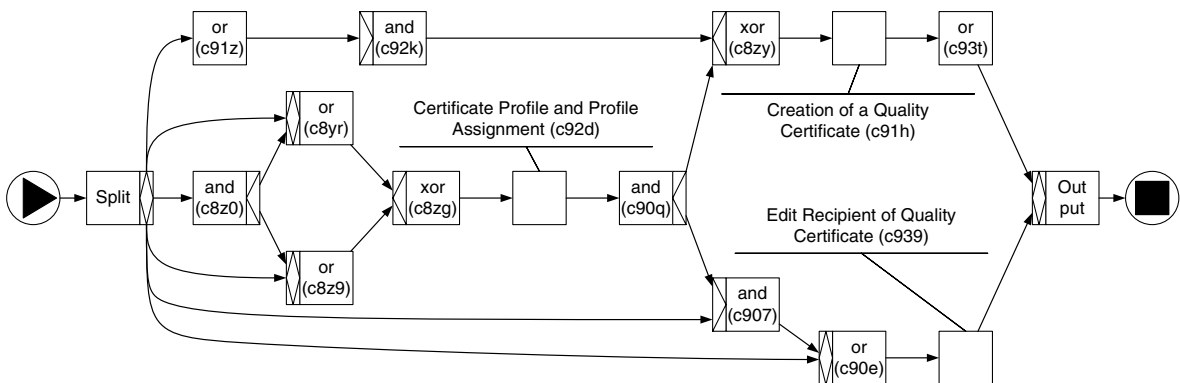 or
(c91z)
and
(c92k)
xor
(c8zy)
or
(c93t)
or
(c8yr)
Certificate Profile and Profile
Assignment (c92d)
Creation of a Quality
Certificate (c91h)
Split
and
(c8z0)
xor
(c8zg)
and
(c90q)
Out
put
Edit Recipient of Quality
Certificate (c939)
or
(c8z9)
and
(c907)
or
(c90e)